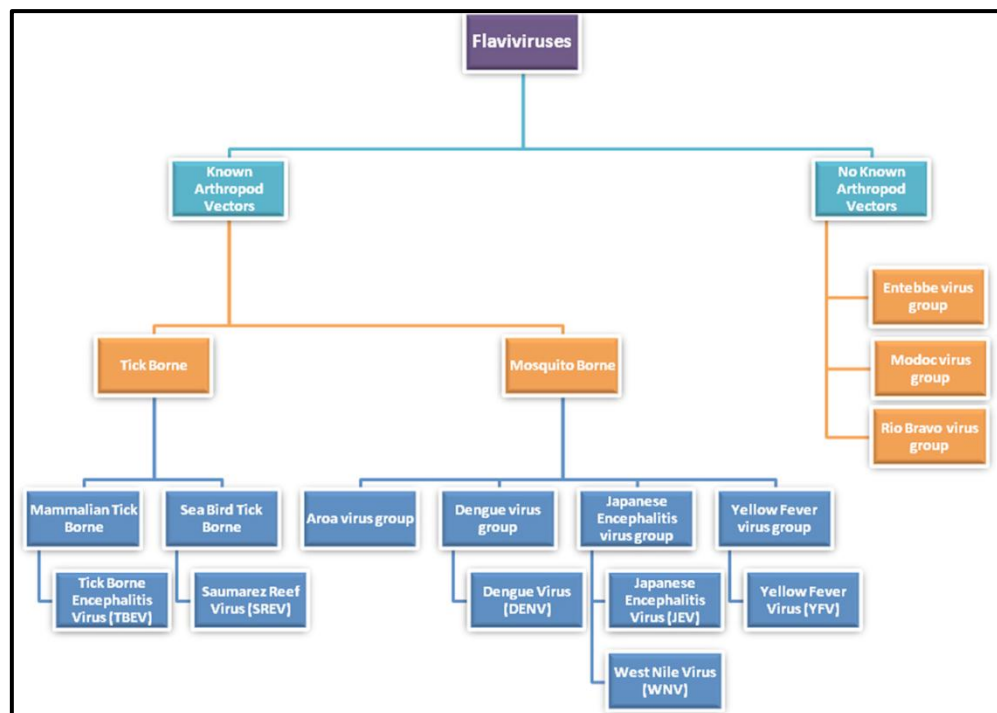 Flaviviruses
Known
Arthropod
Vectors
No Known
Arthropod
Vectors
Entebbe virus
group
Modoc virus
group
Rio Bravo virus
group
Tick Borne
Mosquito Borne
Mammalian Tick
Borne
Sea Bird Tick
Borne
Aroa virus group
Dengue virus
group
Japanese
Encephalitis
virus group
Yellow Fever
virus group
Tick Borne
Encephalitis
Virus (TBEV)
Saumarez Reef
Virus (SREV)
Dengue Virus
(DENV)
Japanese
Encephalitis
Virus (JEV)
Yellow Fever
Virus (YFV)
West Nile Virus
(WNV)